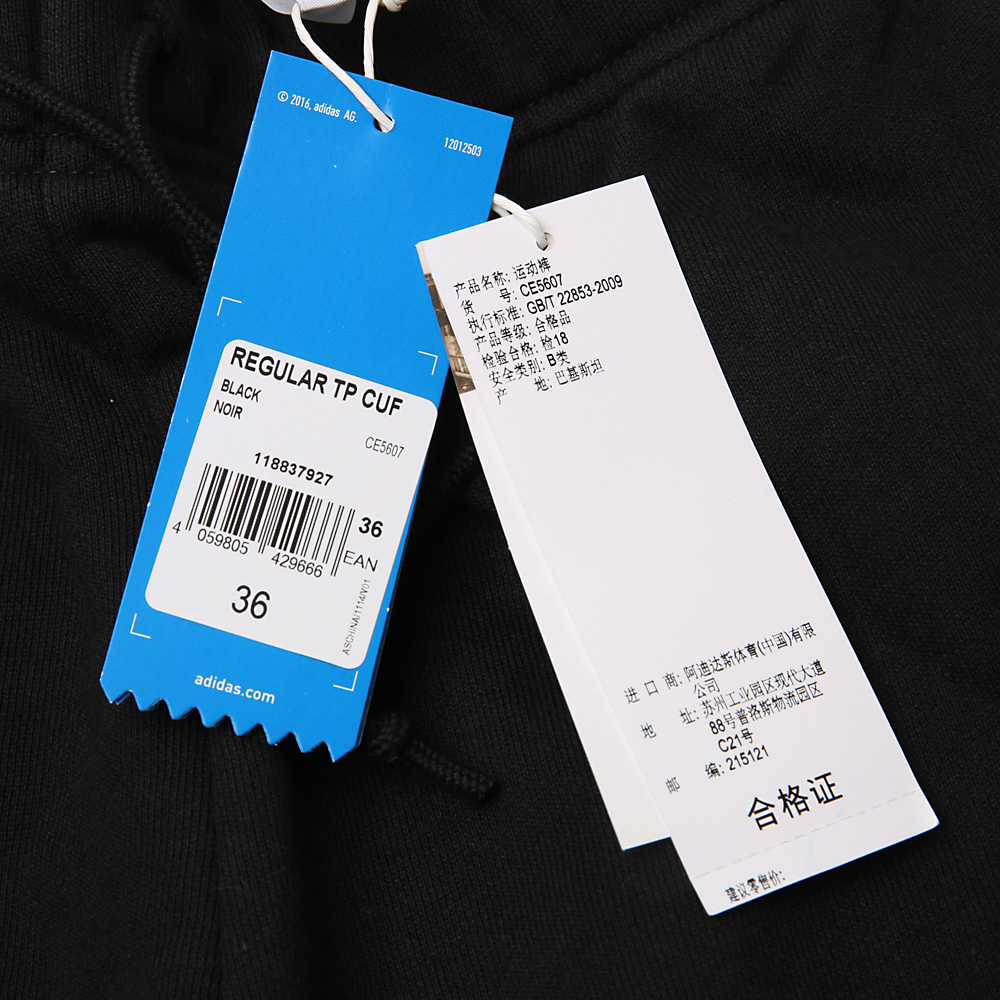 © 2016, adidas AG.
12012503
REGULAR TP CUF
BLACK
NOIR
CE5607
118837927
36
4 059805 429666 EAN
36
ASCHINA/1114/V01
adidas.com
产品名称: 运动裤
货 号: CE5607
执行标准: GB/T 22853-2009
产品等级: 合格品
检验合格: 检18
安全类别: B类
产 地: 巴基斯坦
进 口 商: 阿迪达斯体育(中国)有限
公司
地 址: 苏州工业园区现代大道
88号普洛斯物流园区
C21号
邮 编: 215121
合格证
建议零售价: